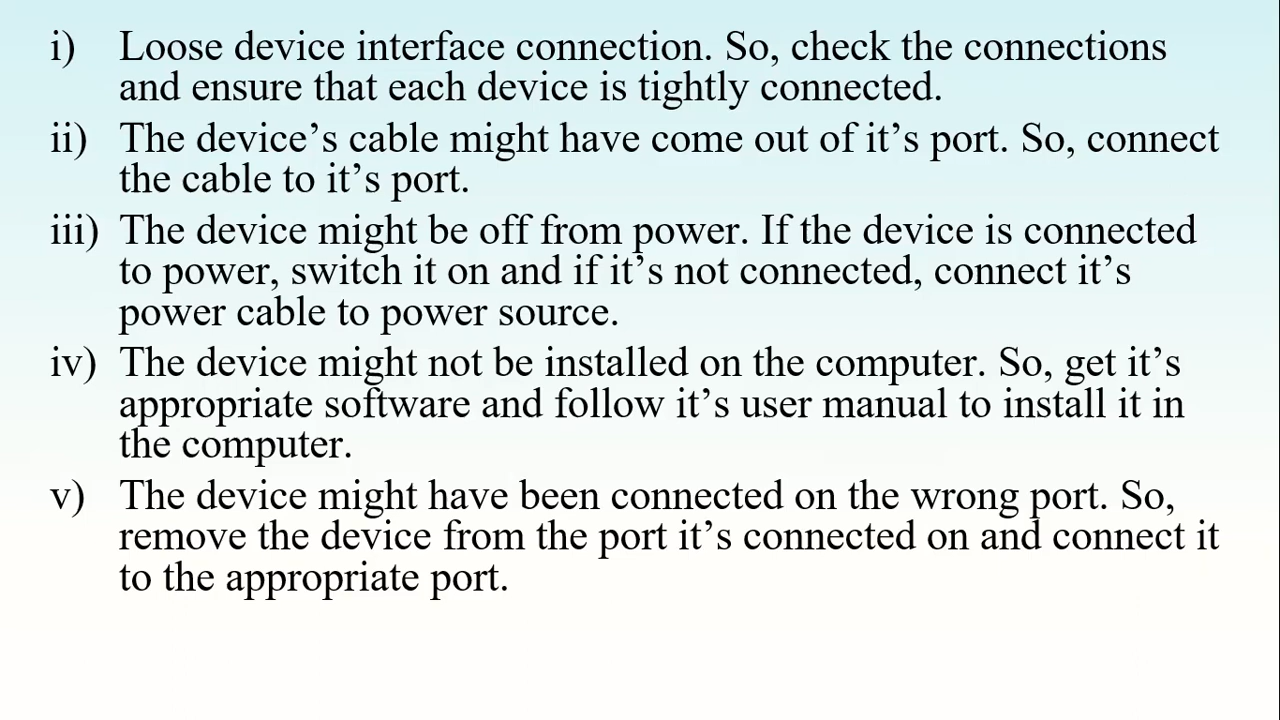 i) Loose device interface connection. So, check the connections
and ensure that each device is tightly connected.
ii) The device’s cable might have come out of it’s port. So, connect
the cable to it’s port.
iii) The device might be off from power. If the device is connected
to power, switch it on and if it’s not connected, connect it’s
power cable to power source.
iv) The device might not be installed on the computer. So, get it’s
appropriate software and follow it’s user manual to install it in
the computer.
v) The device might have been connected on the wrong port. So,
remove the device from the port it’s connected on and connect it
to the appropriate port.